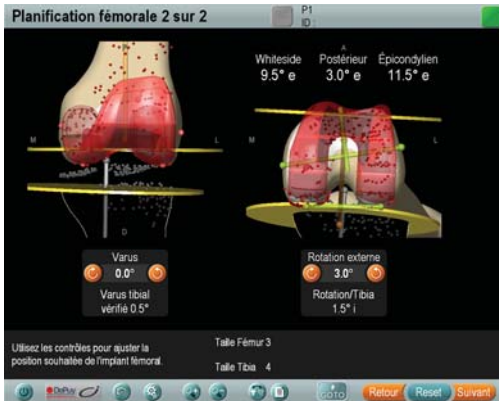 Planification fémorale 2 sur 2
P1
ID :
Whiteside
Postérieur
Épicondylien
9.5° e
3.0° e
11.5° e
A
M
L
M
L
D
Varus
0.0°
Varus tibial
vérifié 0.5°
Rotation externe
3.0°
Rotation/Tibia
1.5° i
Utilisez les contrôles pour ajuster la
position souhaitée de l'implant fémoral.
Taille Fémur 3
Taille Tibia 4
DePuy
GOTO
Retour
Reset
Suivant